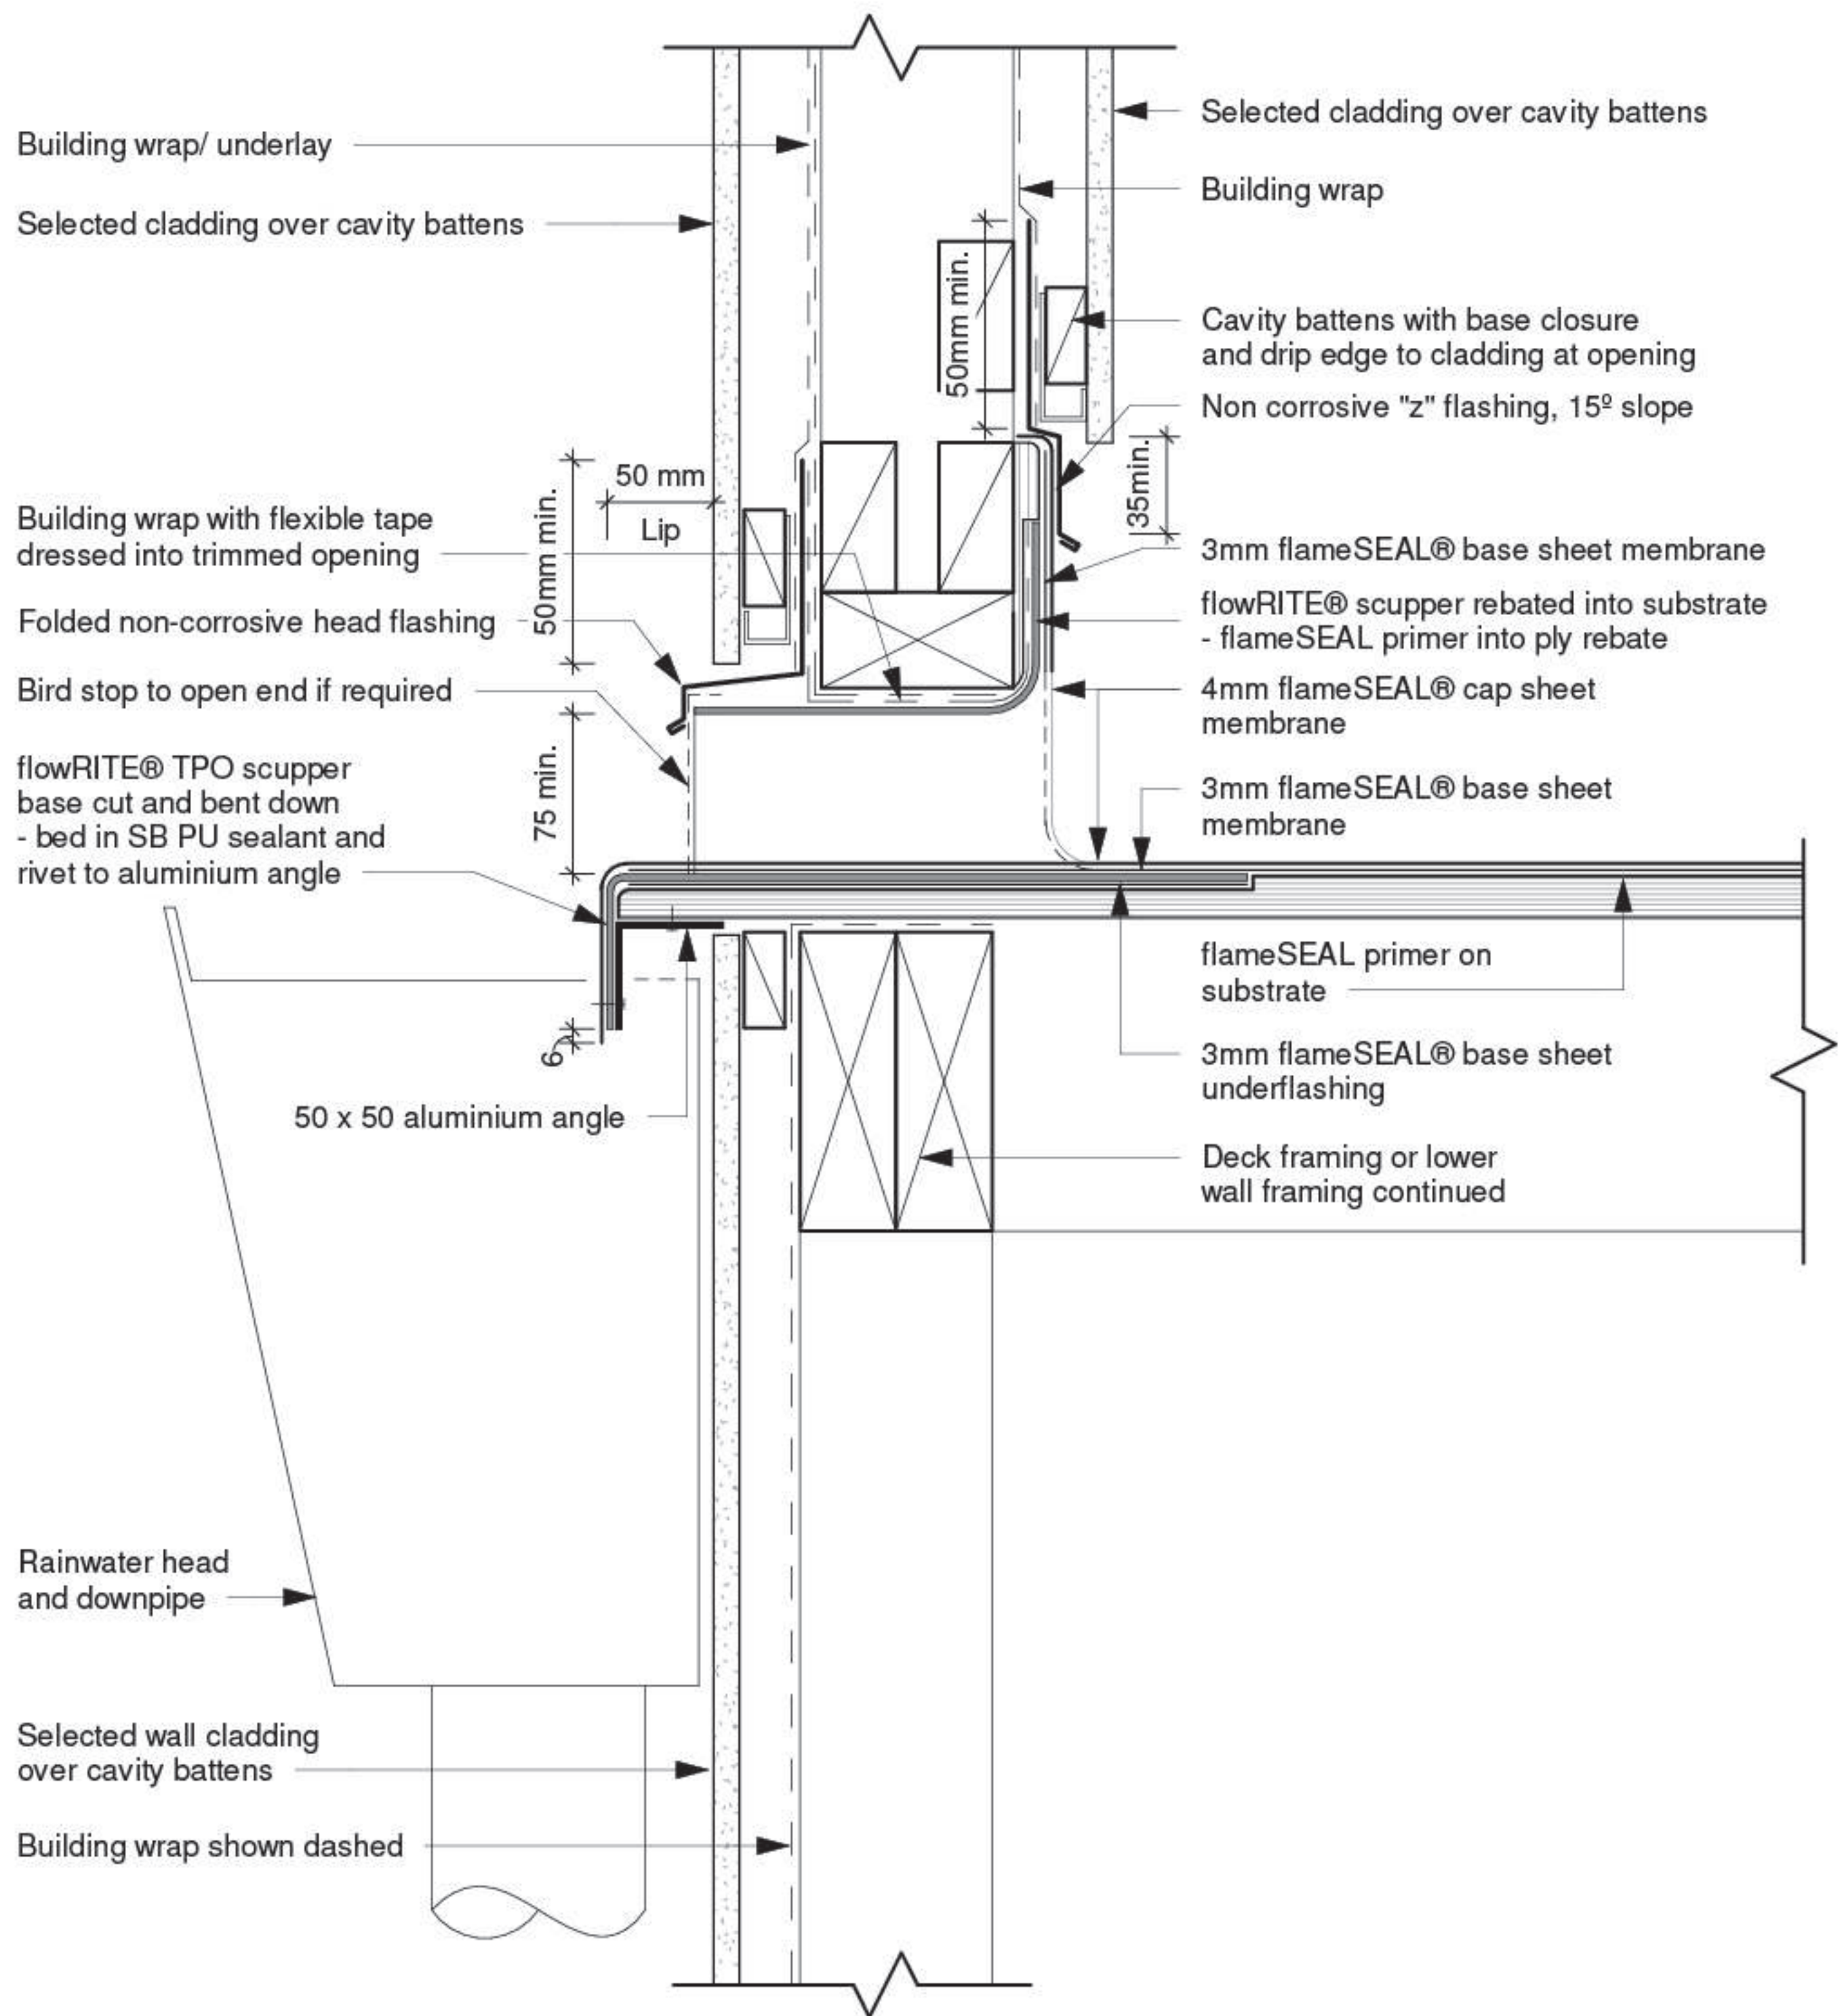 Building wrap/ underlay
Selected cladding over cavity battens
50 mm
Lip
50mm min.
Building wrap with flexible tape
dressed into trimmed opening
Folded non-corrosive head flashing
Bird stop to open end if required
75 min.
flowRITE® TPO scupper
base cut and bent down
- bed in SB PU sealant and
rivet to aluminium angle
6
50 x 50 aluminium angle
Rainwater head
and downpipe
Selected wall cladding
over cavity battens
Building wrap shown dashed
Selected cladding over cavity battens
Building wrap
50mm min.
Cavity battens with base closure
and drip edge to cladding at opening
Non corrosive "z" flashing, 15º slope
35min.
3mm flameSEAL® base sheet membrane
flowRITE® scupper rebated into substrate
- flameSEAL primer into ply rebate
4mm flameSEAL® cap sheet
membrane
3mm flameSEAL® base sheet
membrane
flameSEAL primer on
substrate
3mm flameSEAL® base sheet
underflashing
Deck framing or lower
wall framing continued